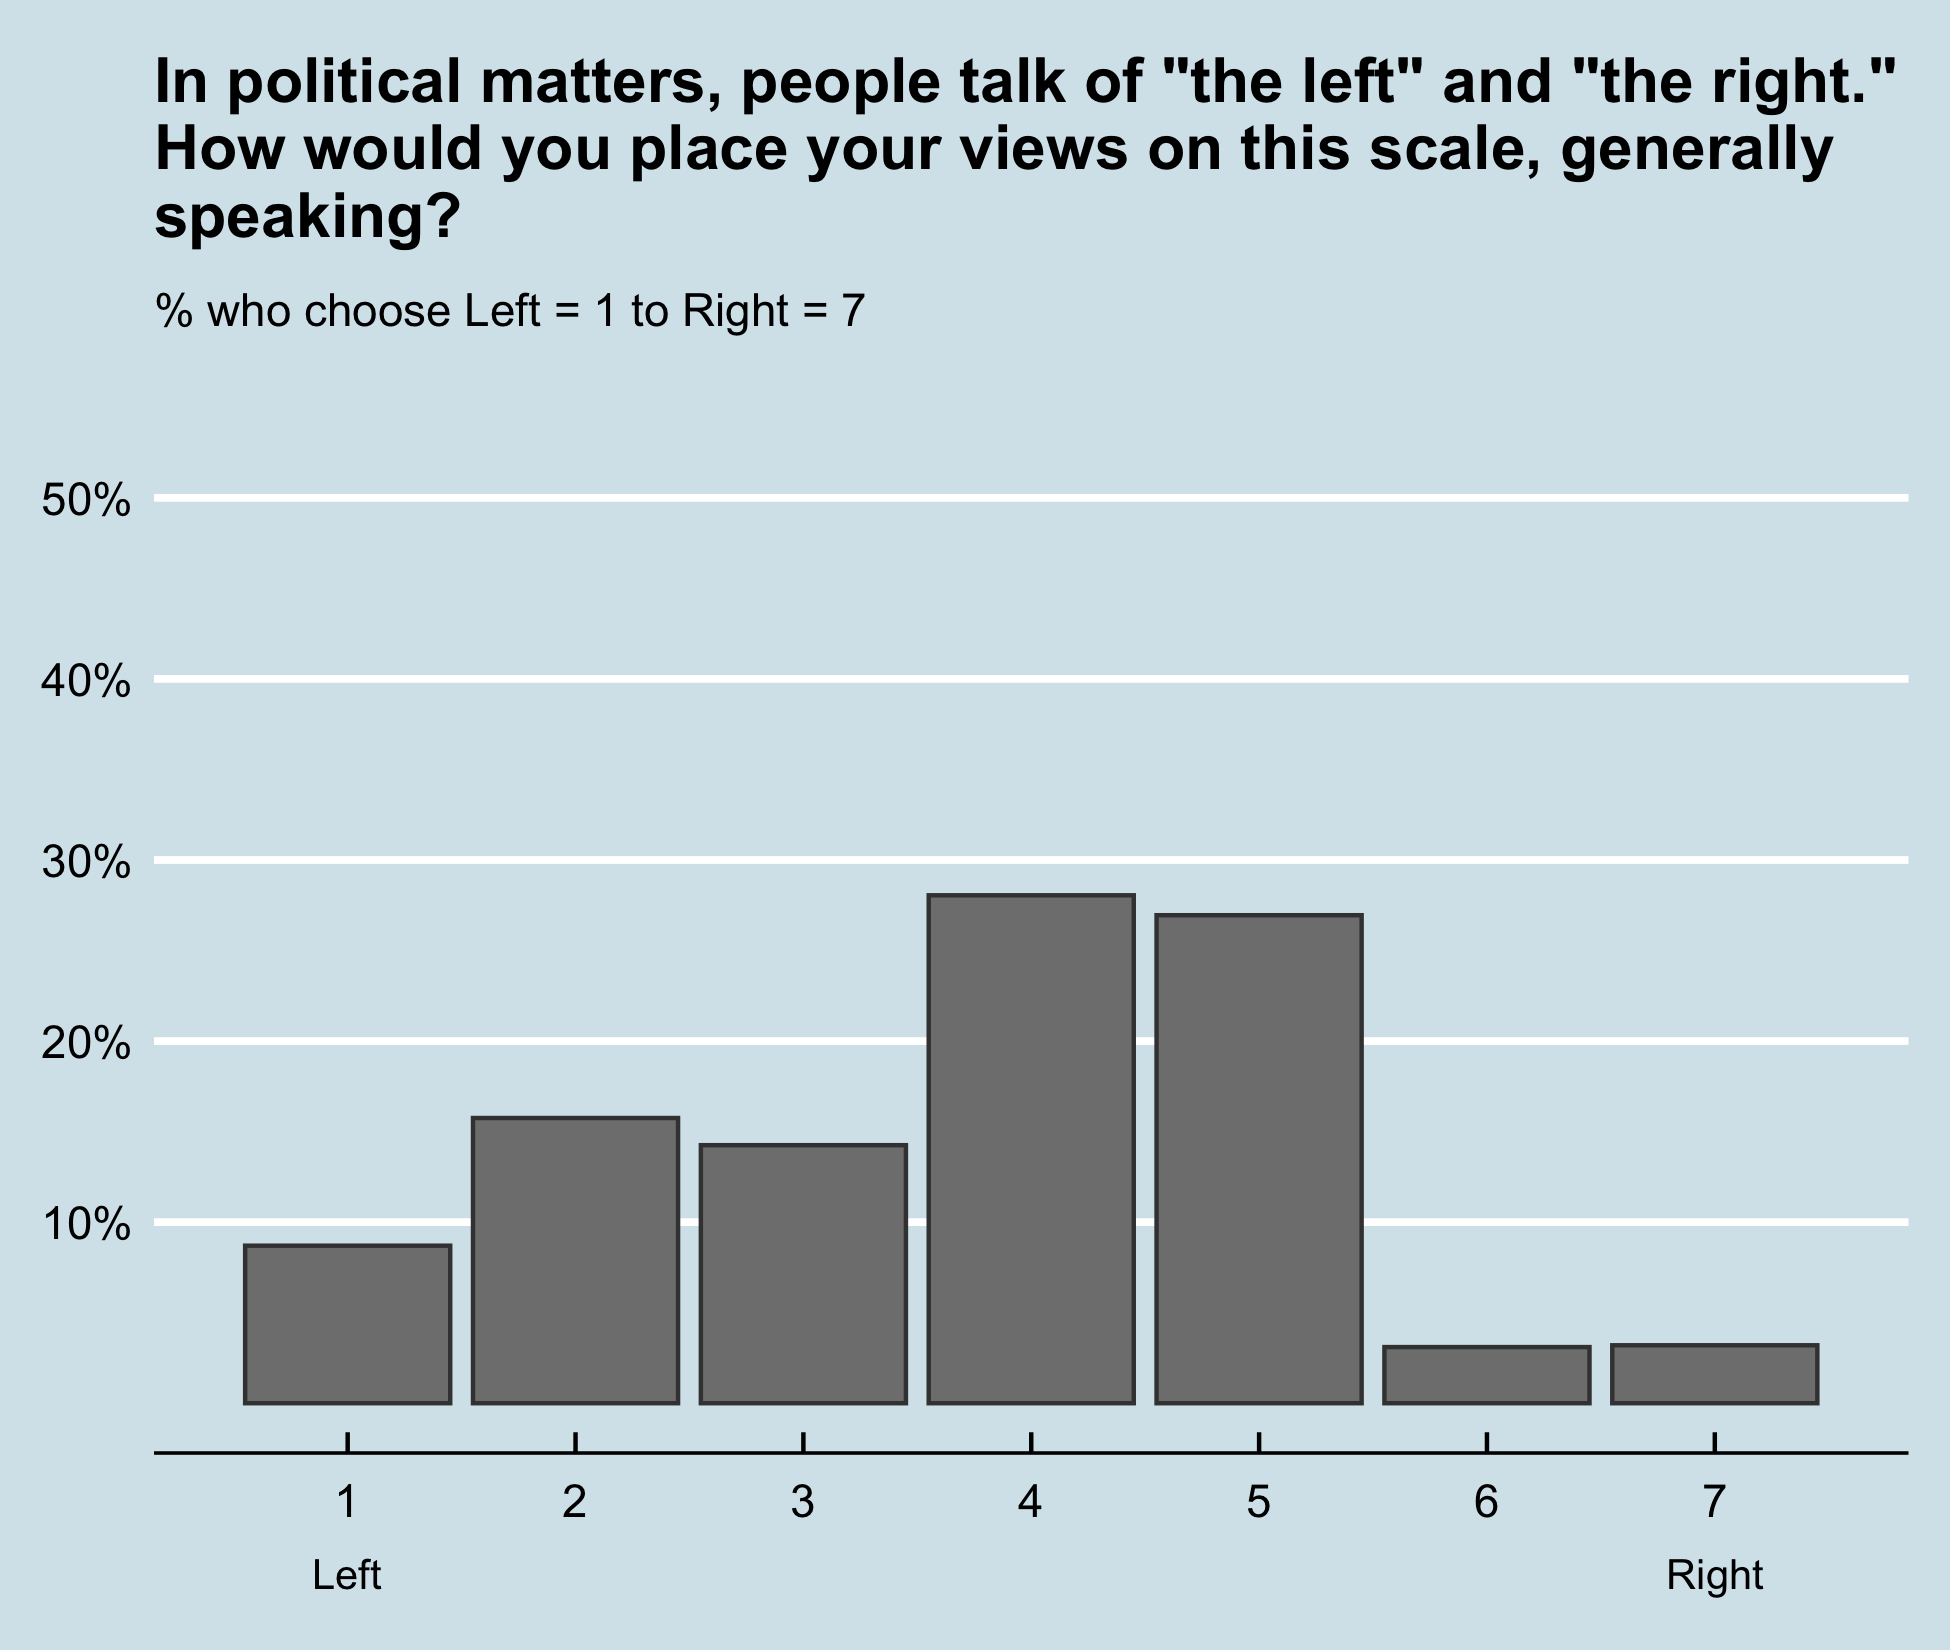 In political matters, people talk of "the left" and "the right."
How would you place your views on this scale, generally
speaking?
% who choose Left = 1 to Right = 7
50%
40%
30%
20%
10%
1 2 3 4 5 6 7
Left Right